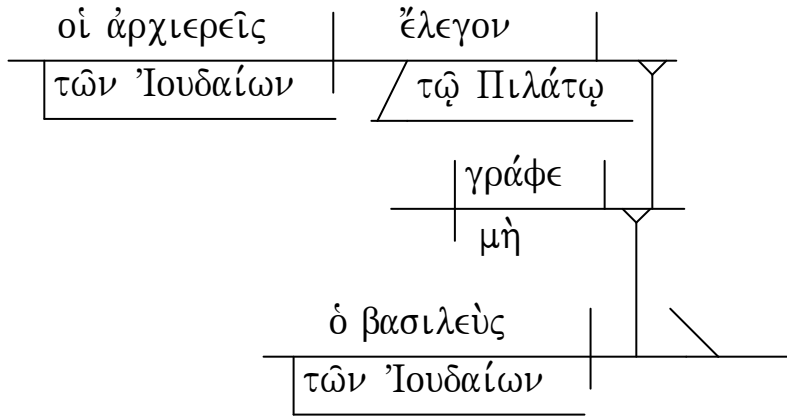 οἱ ἀρχιερεῖς ἔλεγον
τῶν Ἰουδαίων τῷ Πιλάτῳ
γράφε
μὴ
ὁ βασιλεὺς
τῶν Ἰουδαίων